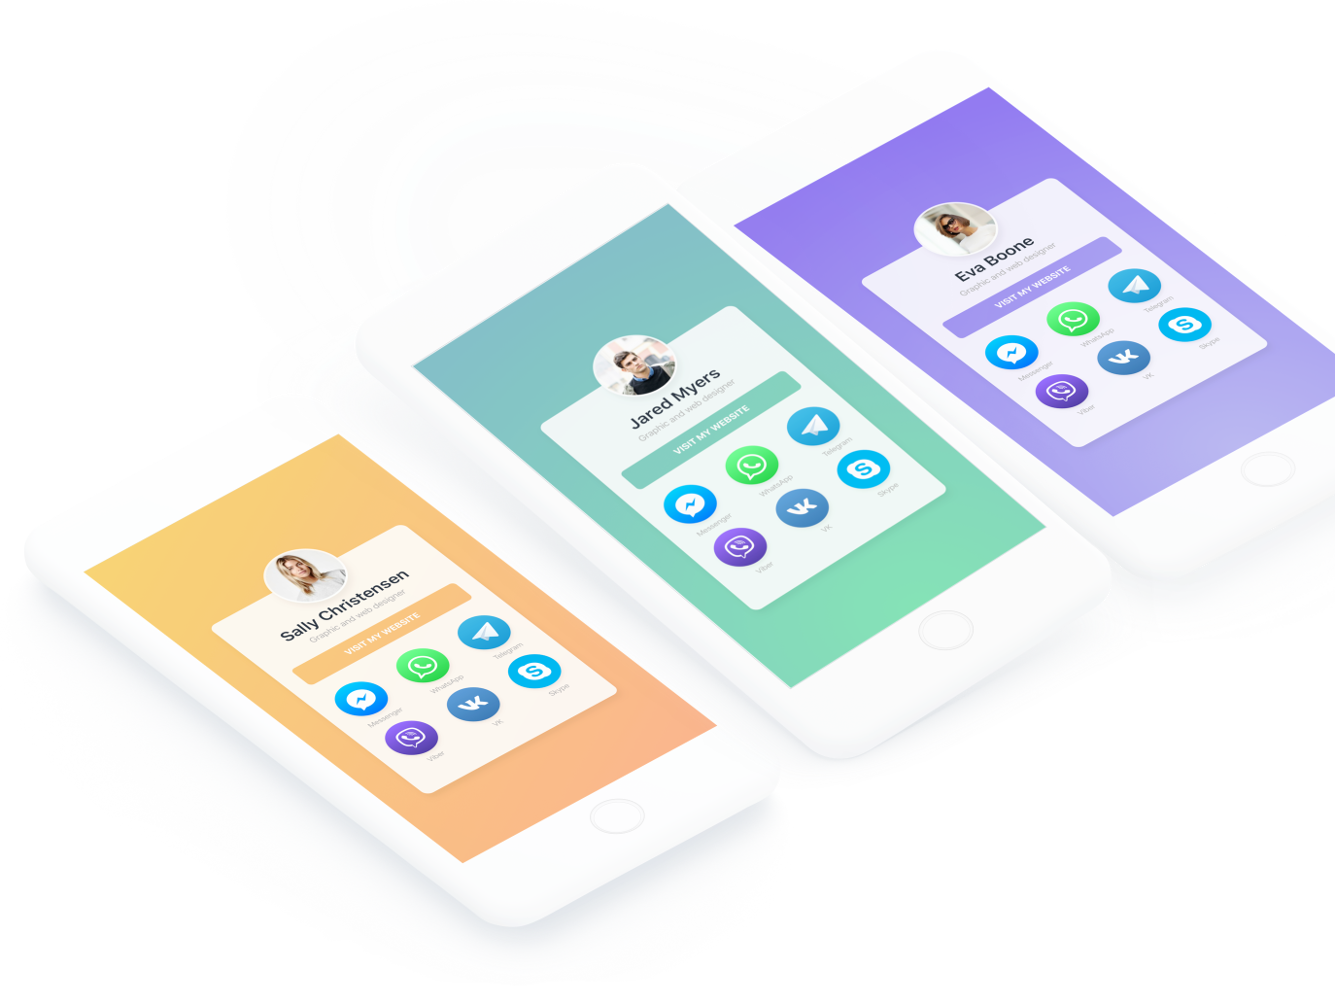 Eva Boone
Graphic and web designer
VISIT MY WEBSITE
Messenger
WhatsApp
Telegram
Viber
VK
Skype
Jared Myers
Graphic and web designer
VISIT MY WEBSITE
Messenger
WhatsApp
Telegram
Viber
VK
Skype
Sally Christensen
Graphic and web designer
VISIT MY WEBSITE
Messenger
WhatsApp
Telegram
Viber
VK
Skype